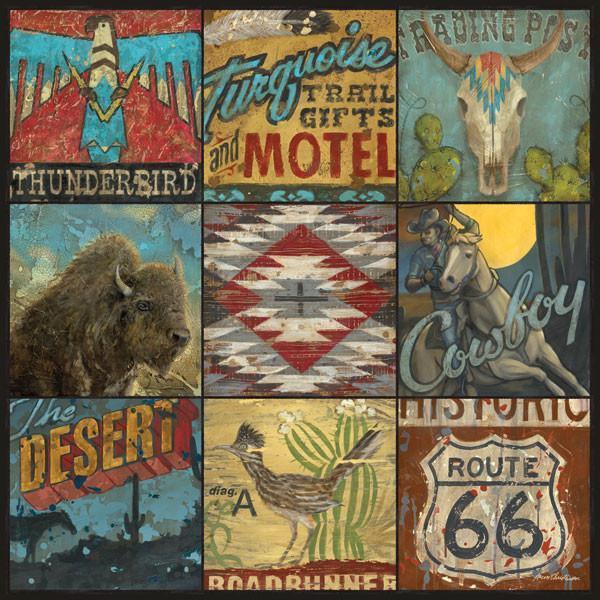 THUNDERBIRD
Turquoise
TRAIL
GIFTS
and MOTEL
TRADING POST
Cowboy
The
DESERT
diag.
A
ROADRUNNER
HISTORIC
ROUTE
66